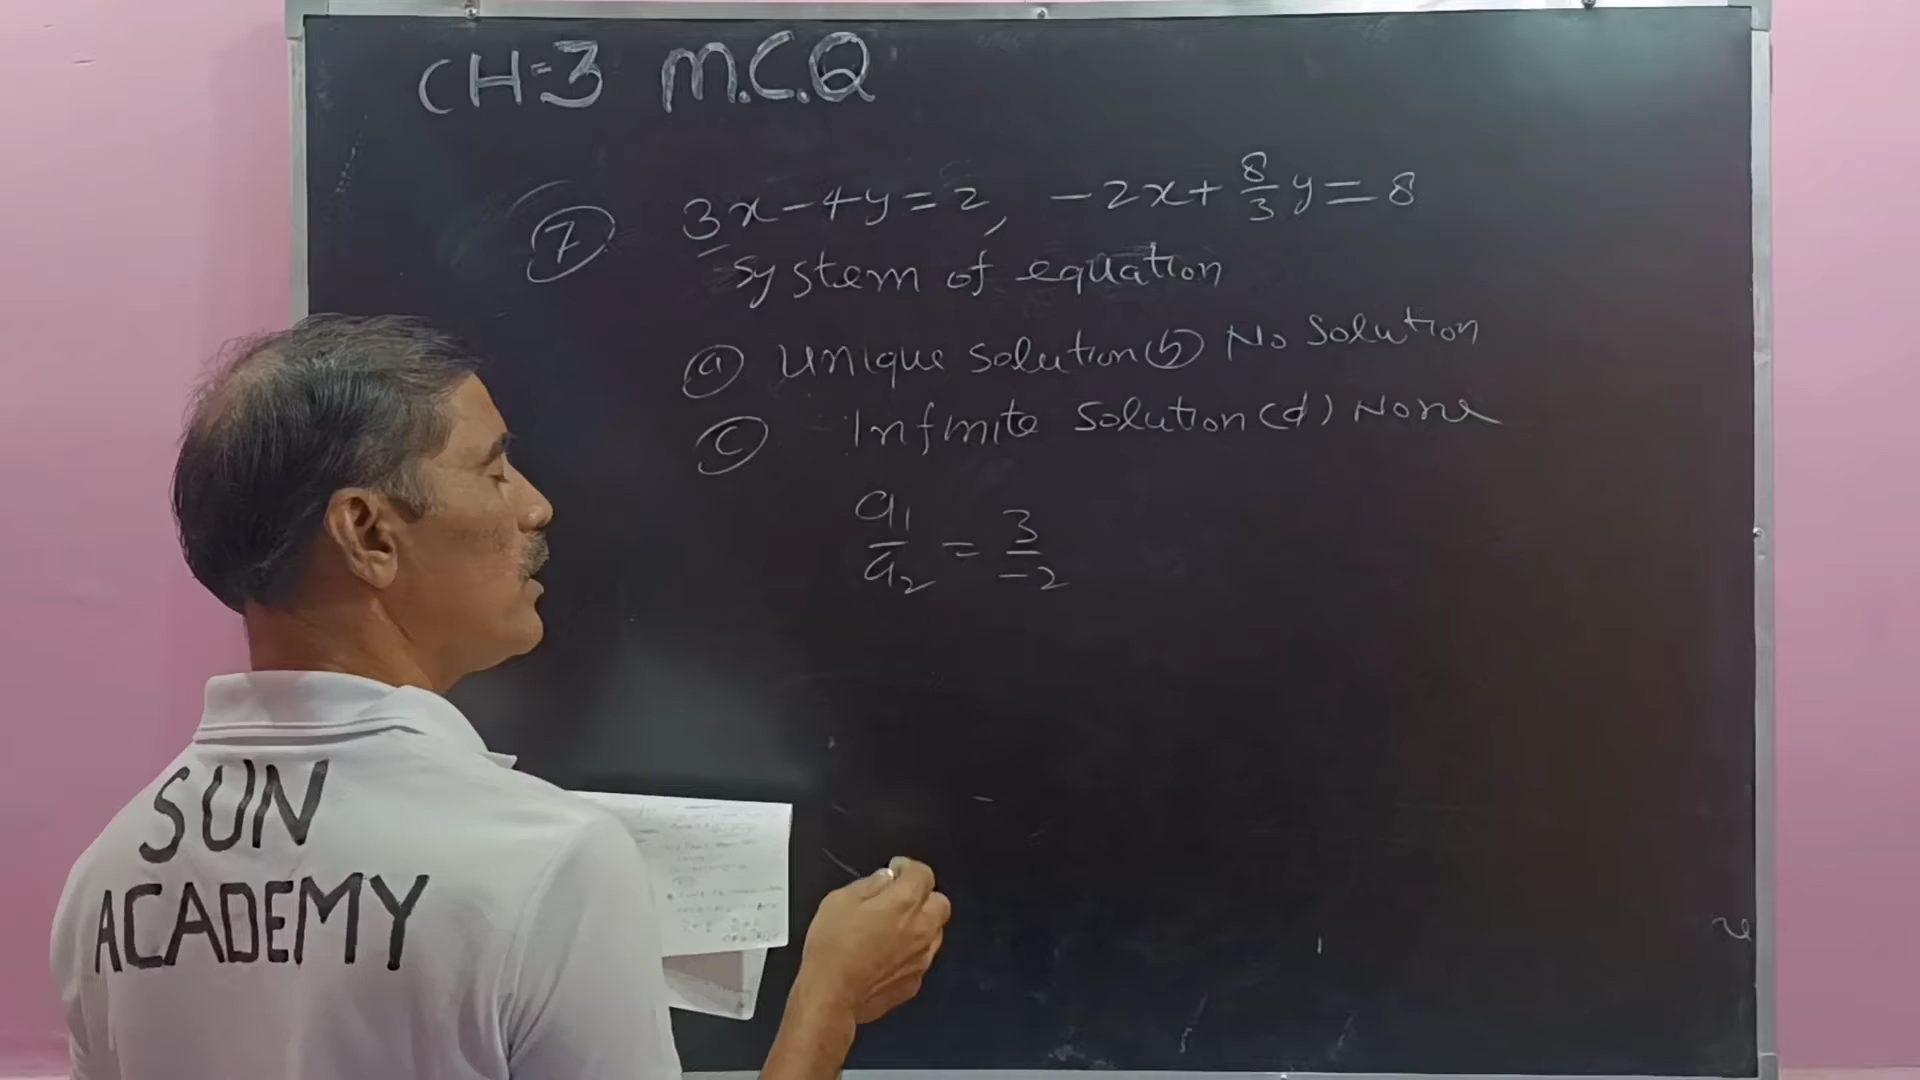 CH=3 M.C.Q
⑦ 3x-4y=2, -2x+8/3y=8
System of equation
ⓐ Unique solution ⓑ No Solution
ⓒ Infinite Solution (d) None
a₁/a₂ = 3/-2
SUN
ACADEMY